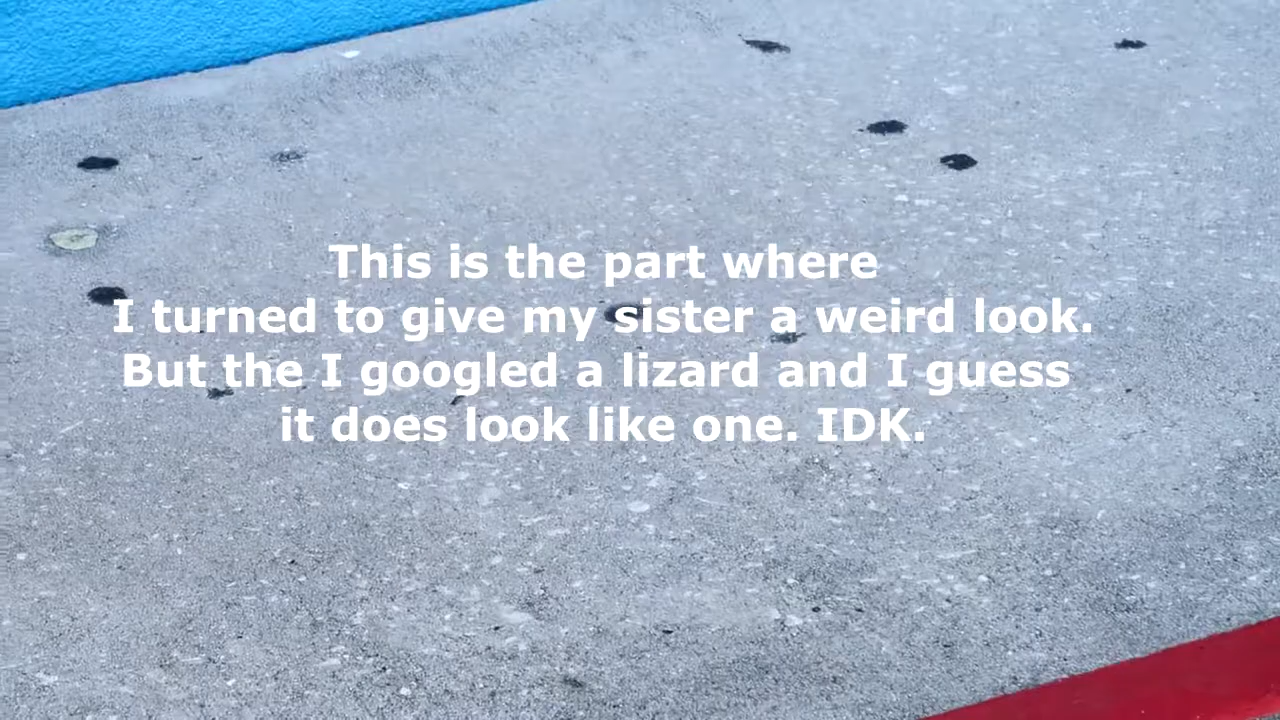 This is the part where
I turned to give my sister a weird look.
But the I googled a lizard and I guess
it does look like one. IDK.